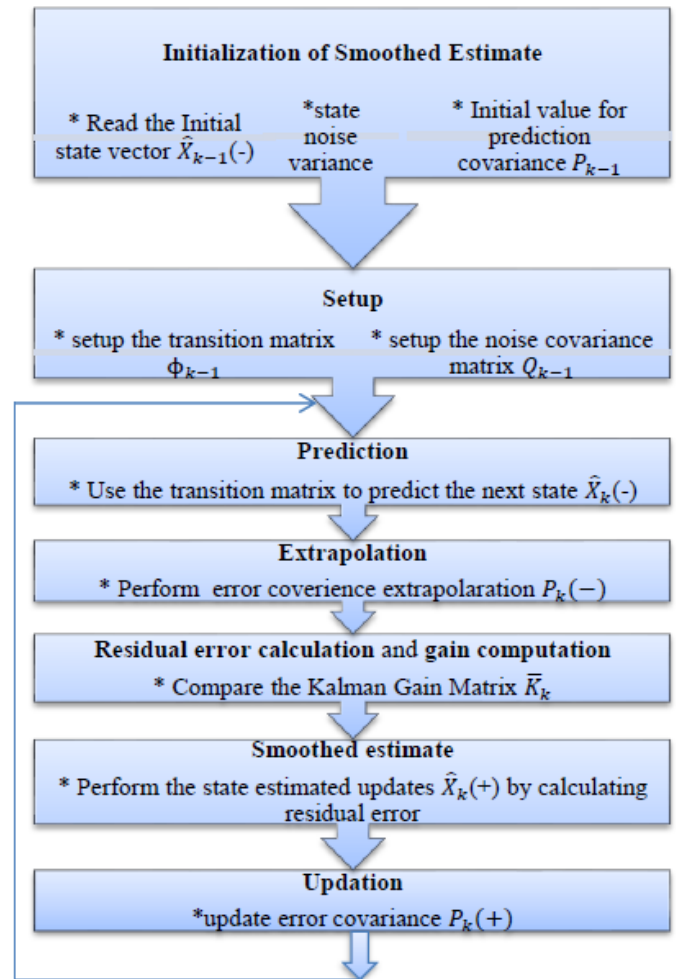 Initialization of Smoothed Estimate
* Read the Initial state vector X̂ₖ₋₁(-)
*state noise variance
* Initial value for prediction covariance Pₖ₋₁
Setup
* setup the transition matrix ϕₖ₋₁
* setup the noise covariance matrix Qₖ₋₁
Prediction
* Use the transition matrix to predict the next state X̂ₖ(-)
Extrapolation
* Perform error coverience extrapolaration Pₖ(−)
Residual error calculation and gain computation
* Compare the Kalman Gain Matrix K̅ₖ
Smoothed estimate
* Perform the state estimated updates X̂ₖ(+) by calculating
residual error
Updation
*update error covariance Pₖ(+)